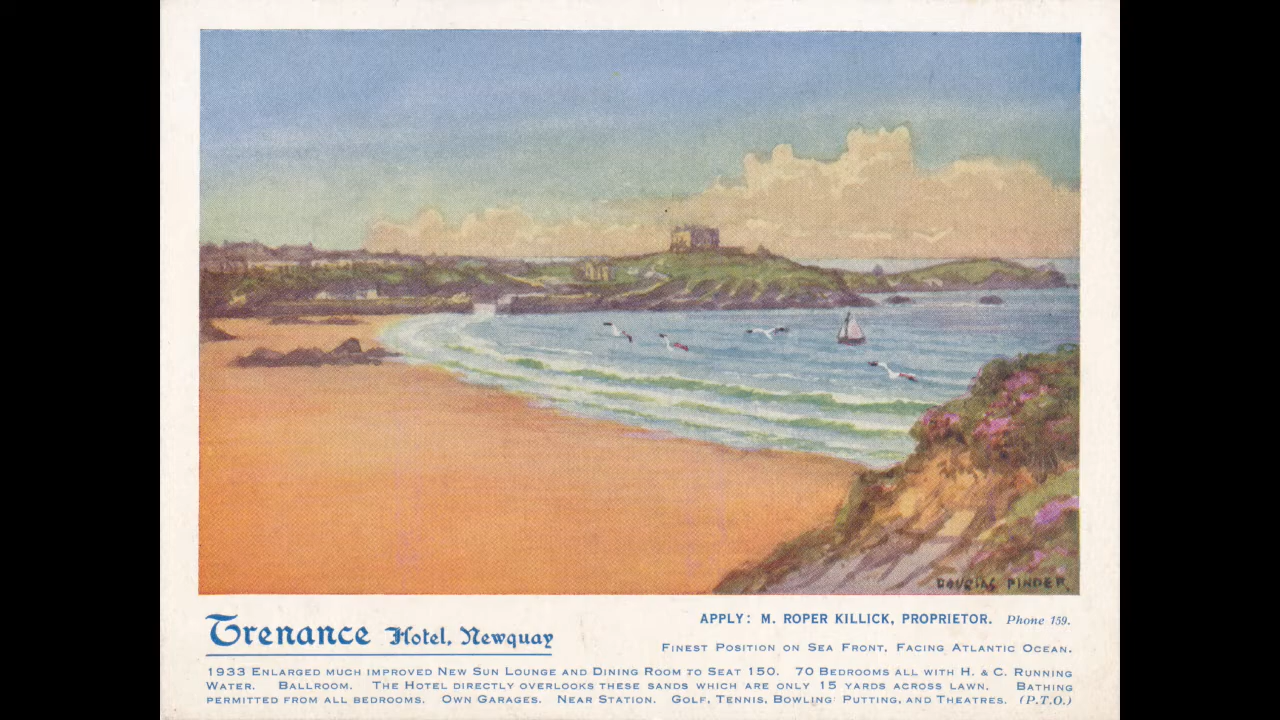 DOUGLAS PINDER.
Trenance Hotel, Newquay
APPLY: M. ROPER KILLICK, PROPRIETOR. Phone 159.
FINEST POSITION ON SEA FRONT, FACING ATLANTIC OCEAN.
1933 ENLARGED MUCH IMPROVED NEW SUN LOUNGE AND DINING ROOM TO SEAT 150. 70 BEDROOMS ALL WITH H. & C. RUNNING
WATER. BALLROOM. THE HOTEL DIRECTLY OVERLOOKS THESE SANDS WHICH ARE ONLY 15 YARDS ACROSS LAWN. BATHING
PERMITTED FROM ALL BEDROOMS. OWN GARAGES. NEAR STATION. GOLF, TENNIS, BOWLING PUTTING, AND THEATRES. (P.T.O.)